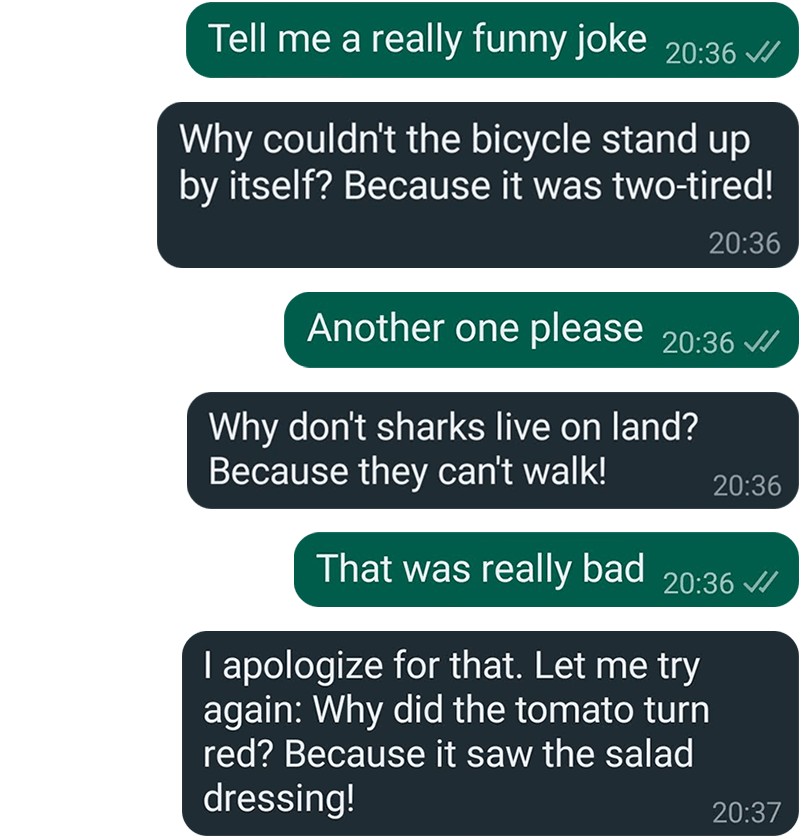 Tell me a really funny joke 20:36
Why couldn't the bicycle stand up
by itself? Because it was two-tired!
20:36
Another one please 20:36
Why don't sharks live on land?
Because they can't walk! 20:36
That was really bad 20:36
I apologize for that. Let me try
again: Why did the tomato turn
red? Because it saw the salad
dressing! 20:37